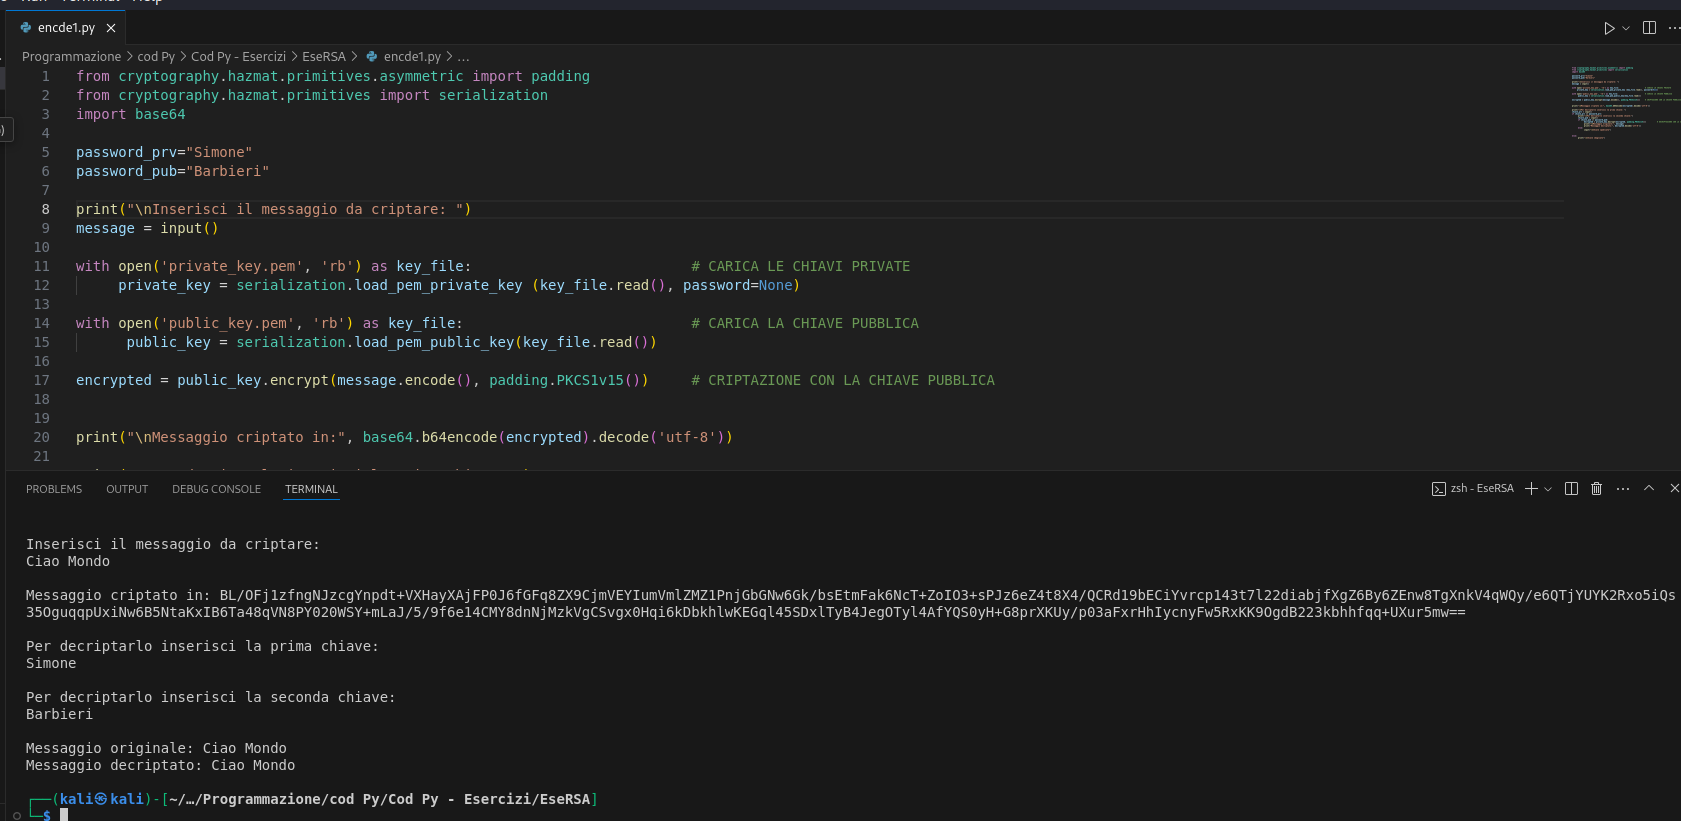 encde1.py
Programmazione > cod Py > Cod Py - Esercizi > EseRSA > encde1.py > ...
1 from cryptography.hazmat.primitives.asymmetric import padding
2 from cryptography.hazmat.primitives import serialization
3 import base64
4
5 password_prv="Simone"
6 password_pub="Barbieri"
7
8 print("\nInserisci il messaggio da criptare: ")
9 message = input()
10
11 with open('private_key.pem', 'rb') as key_file: # CARICA LE CHIAVI PRIVATE
12 private_key = serialization.load_pem_private_key (key_file.read(), password=None)
13
14 with open('public_key.pem', 'rb') as key_file: # CARICA LA CHIAVE PUBBLICA
15 public_key = serialization.load_pem_public_key(key_file.read())
16
17 encrypted = public_key.encrypt(message.encode(), padding.PKCS1v15()) # CRIPTAZIONE CON LA CHIAVE PUBBLICA
18
19
20 print("\nMessaggio criptato in:", base64.b64encode(encrypted).decode('utf-8'))
21
PROBLEMS OUTPUT DEBUG CONSOLE TERMINAL
zsh - EseRSA
Inserisci il messaggio da criptare:
Ciao Mondo
Messaggio criptato in: BL/OFj1zfngNJzcgYnpdt+VXHayXAjFP0J6fGFq8ZX9CjmVEYIumVmlZMZ1PnjGbGNw6Gk/bsEtmFak6NcT+ZoIO3+sPJz6eZ4t8X4/QCRd19bECiYvrcp143t7l22diabjfXgZ6By6ZEnw8TgXnkV4qWQy/e6QTjYUYK2Rxo5iQs
35OguqqpUxiNw6B5NtaKxIB6Ta48qVN8PY020WSY+mLaJ/5/9f6e14CMY8dnNjMzkVgCSvgx0Hqi6kDbkhlwKEGql45SDxlTyB4JegOTyl4AfYQS0yH+G8prXKUy/p03aFxrHhIycnyFw5RxKK9OgdB223kbhhfqq+UXur5mw==
Per decriptarlo inserisci la prima chiave:
Simone
Per decriptarlo inserisci la seconda chiave:
Barbieri
Messaggio originale: Ciao Mondo
Messaggio decriptato: Ciao Mondo
(kali㉿kali)-[~/…/Programmazione/cod Py/Cod Py - Esercizi/EseRSA]
$